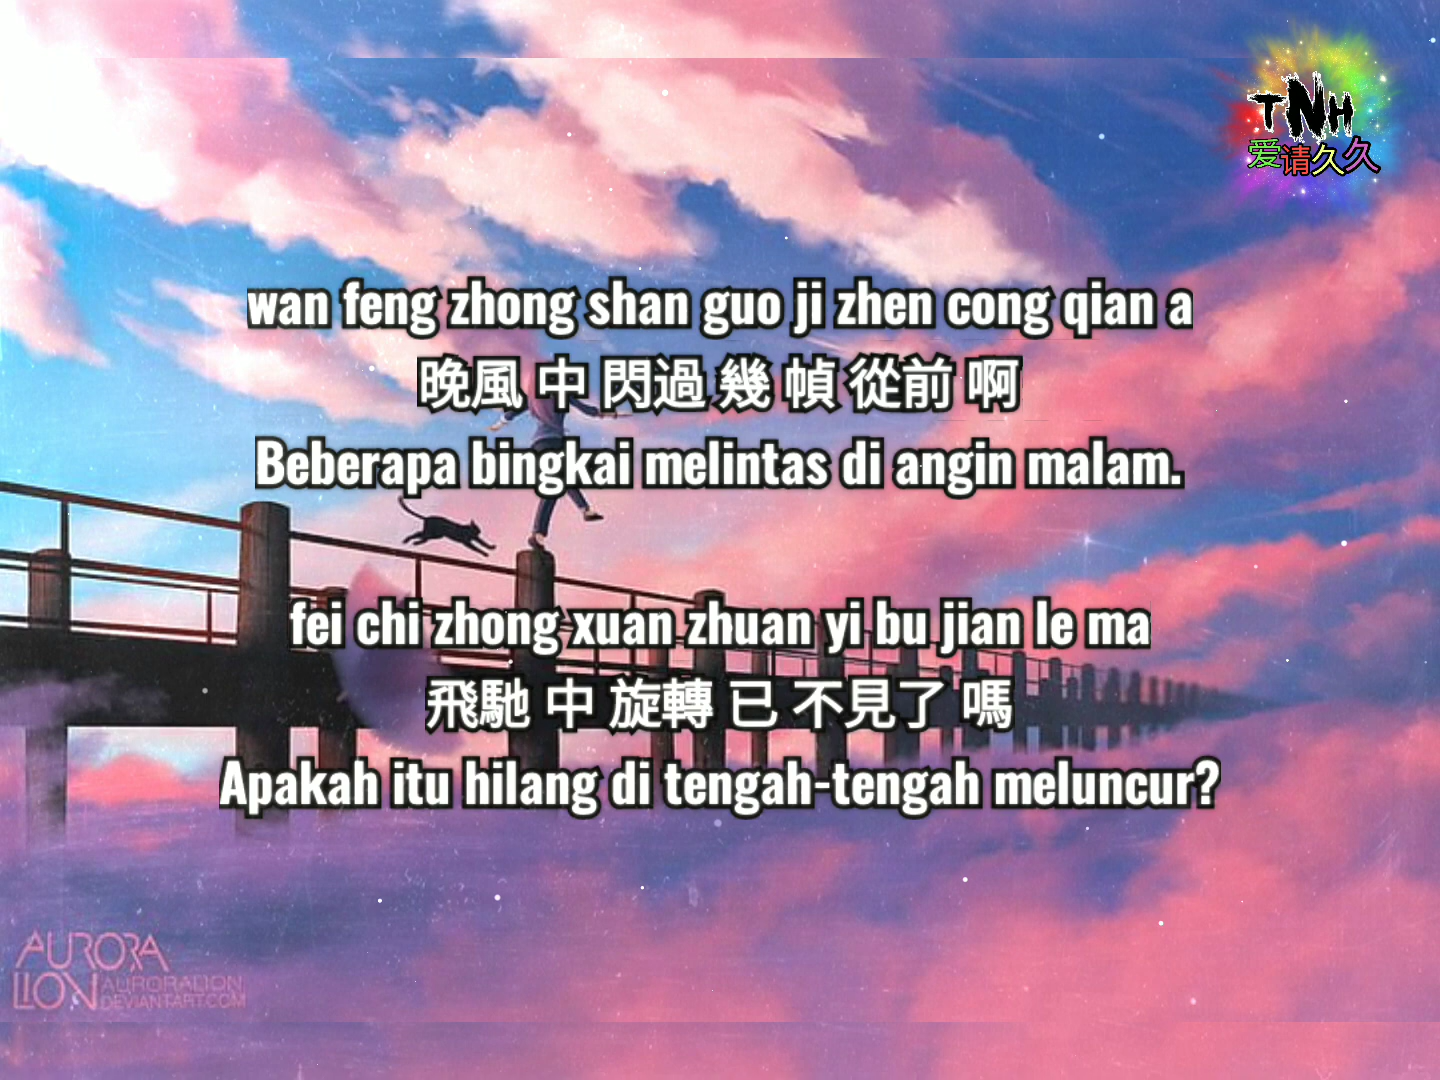 TNH
爱请久久
wan feng zhong shan guo ji zhen cong qian a
晚風 中 閃過 幾 幀 從前 啊
Beberapa bingkai melintas di angin malam.
fei chi zhong xuan zhuan yi bu jian le ma
飛馳 中 旋轉 已 不見了 嗎
Apakah itu hilang di tengah-tengah meluncur?
AURORA
LION AURORALION
DEVIANTART.COM